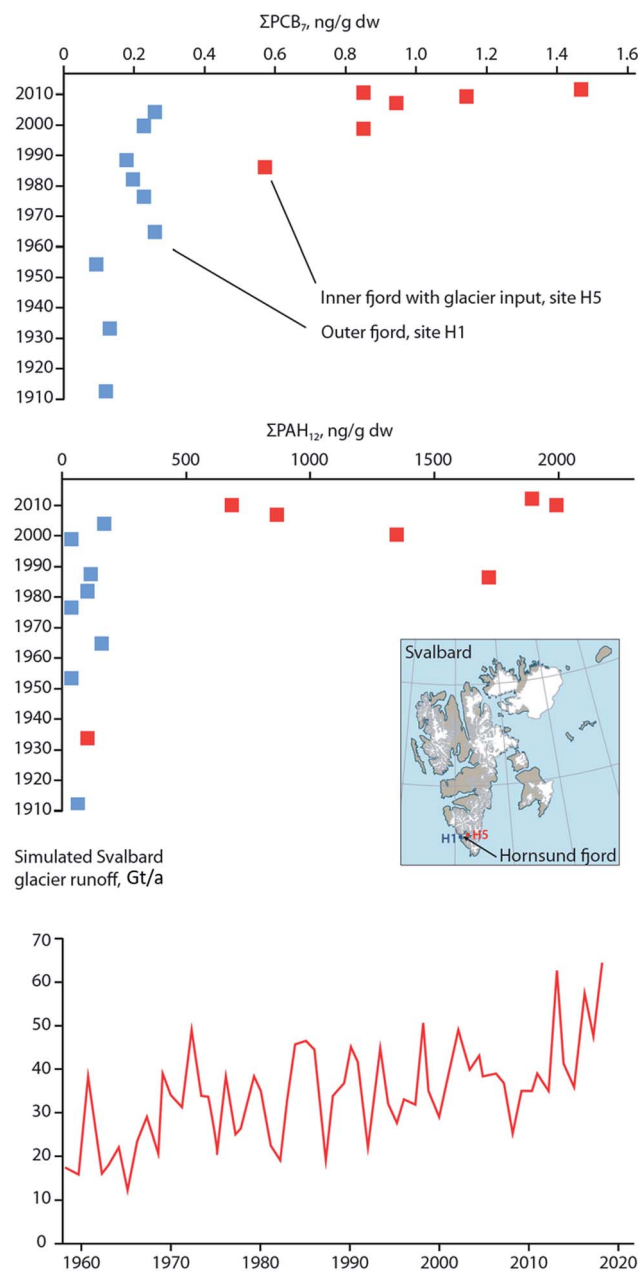 ΣPCB₇, ng/g dw
0 0.2 0.4 0.6 0.8 1 1.2 1.4 1.6
2010
2000
1990
1980
1970
1960
1950
1940
1930
1920
1910
Inner fjord with glacier input, site H5
Outer fjord, site H1
ΣPAH₁₂, ng/g dw
0 500 1000 1500 2000
2010
2000
1990
1980
1970
1960
1950
1940
1930
1920
1910
Svalbard
H1 H5
Hornsund fjord
Simulated Svalbard
glacier runoff, Gt/a
70
60
50
40
30
20
10
0
1960 1970 1980 1990 2000 2010 2020